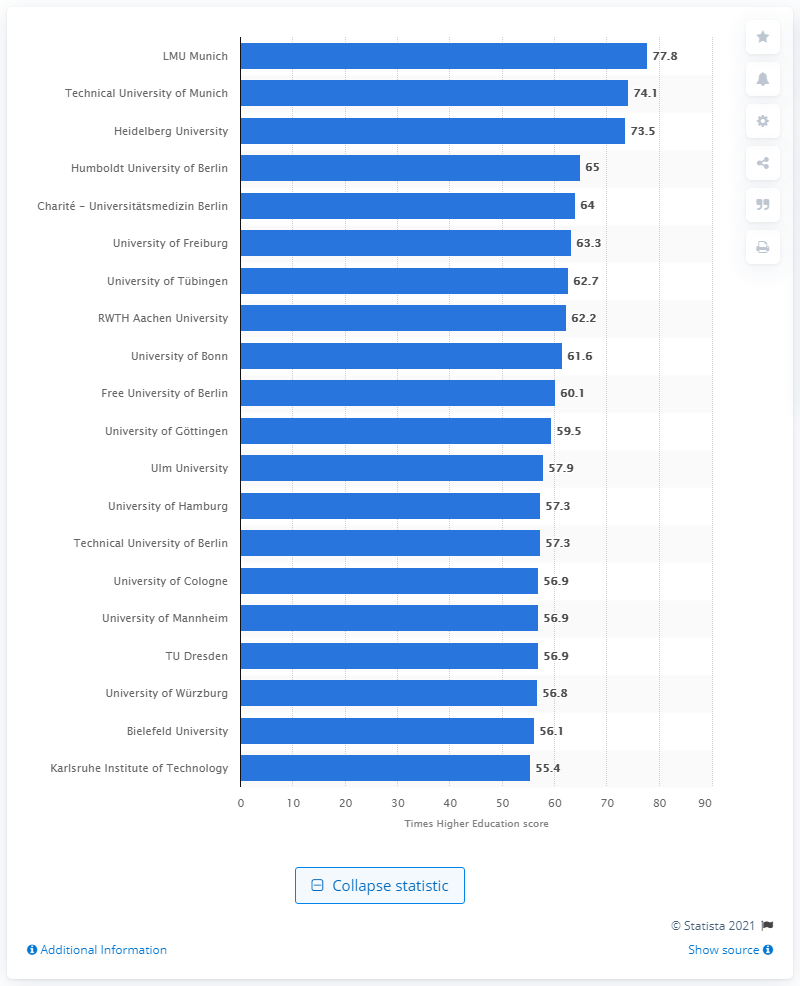 LMU Munich 77.8
Technical University of Munich 74.1
Heidelberg University 73.5
Humboldt University of Berlin 65
Charité – Universitätsmedizin Berlin 64
University of Freiburg 63.3
University of Tübingen 62.7
RWTH Aachen University 62.2
University of Bonn 61.6
Free University of Berlin 60.1
University of Göttingen 59.5
Ulm University 57.9
University of Hamburg 57.3
Technical University of Berlin 57.3
University of Cologne 56.9
University of Mannheim 56.9
TU Dresden 56.9
University of Würzburg 56.8
Bielefeld University 56.1
Karlsruhe Institute of Technology 55.4
0 10 20 30 40 50 60 70 80 90
Times Higher Education score
Collapse statistic
© Statista 2021
Additional Information
Show source